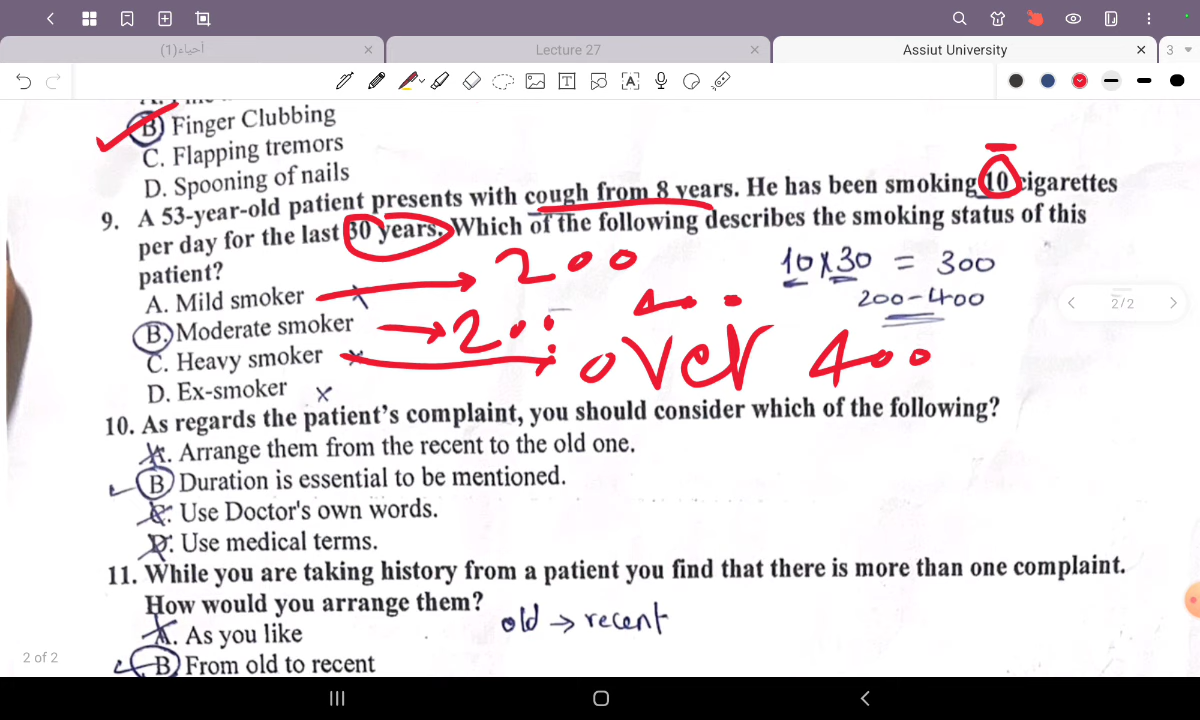 أحياء(1)
Lecture 27
Assiut University
3
B) Finger Clubbing
C. Flapping tremors
D. Spooning of nails
9. A 53-year-old patient presents with cough from 8 years. He has been smoking 10 cigarettes
per day for the last 30 years. Which of the following describes the smoking status of this
patient?
10 x 30 = 300
200
A. Mild smoker
200-400
400
2/2
B. Moderate smoker
200
C. Heavy smoker
over 400
D. Ex-smoker x
10. As regards the patient's complaint, you should consider which of the following?
A. Arrange them from the recent to the old one.
B) Duration is essential to be mentioned.
C. Use Doctor's own words.
D. Use medical terms.
11. While you are taking history from a patient you find that there is more than one complaint.
How would you arrange them?
old → recent
A. As you like
2 of 2
B) From old to recent